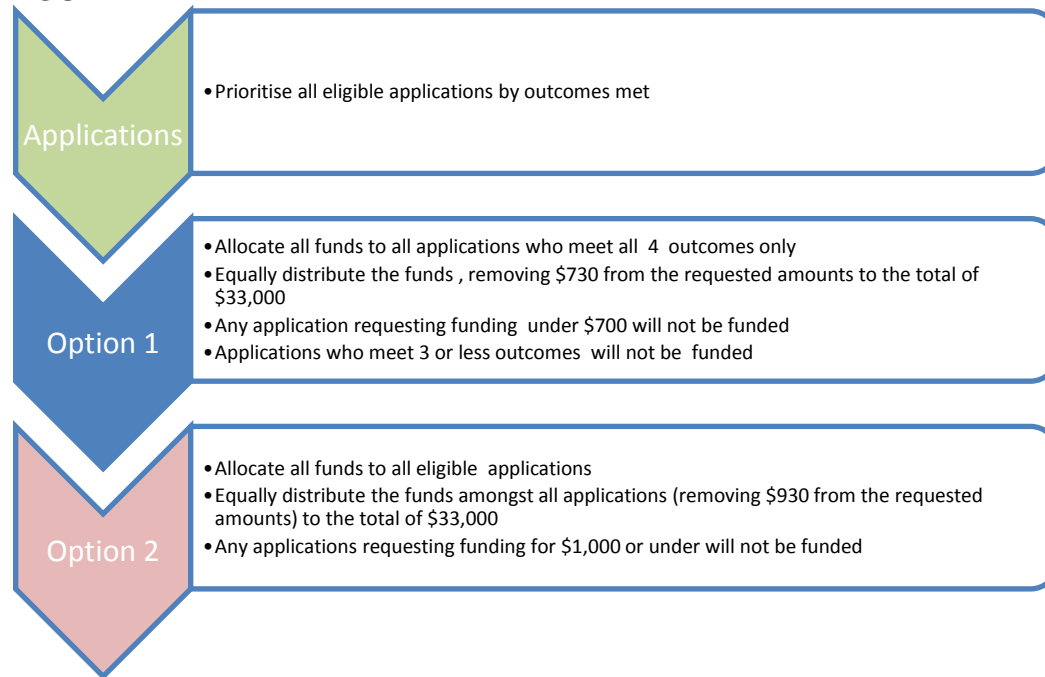 Applications
•Prioritise all eligible applications by outcomes met
Option 1
•Allocate all funds to all applications who meet all  4  outcomes only
•Equally distribute the funds , removing $730 from the requested amounts to the total of
$33,000
•Any application requesting funding  under $700 will not be funded
•Applications who meet 3 or less outcomes  will not be  funded
Option 2
•Allocate all funds to all eligible  applications
•Equally distribute the funds amongst all applications (removing $930 from the requested
amounts) to the total of $33,000
•Any applications requesting funding for $1,000 or under will not be funded